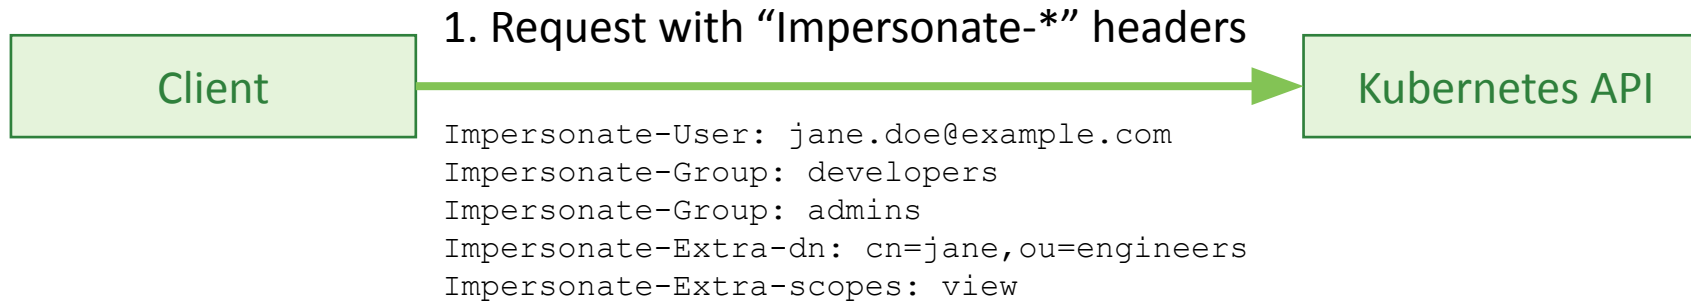 1. Request with “Impersonate-*” headers
Client
Kubernetes API
Impersonate-User: jane.doe@example.com
Impersonate-Group: developers
Impersonate-Group: admins
Impersonate-Extra-dn: cn=jane,ou=engineers
Impersonate-Extra-scopes: view